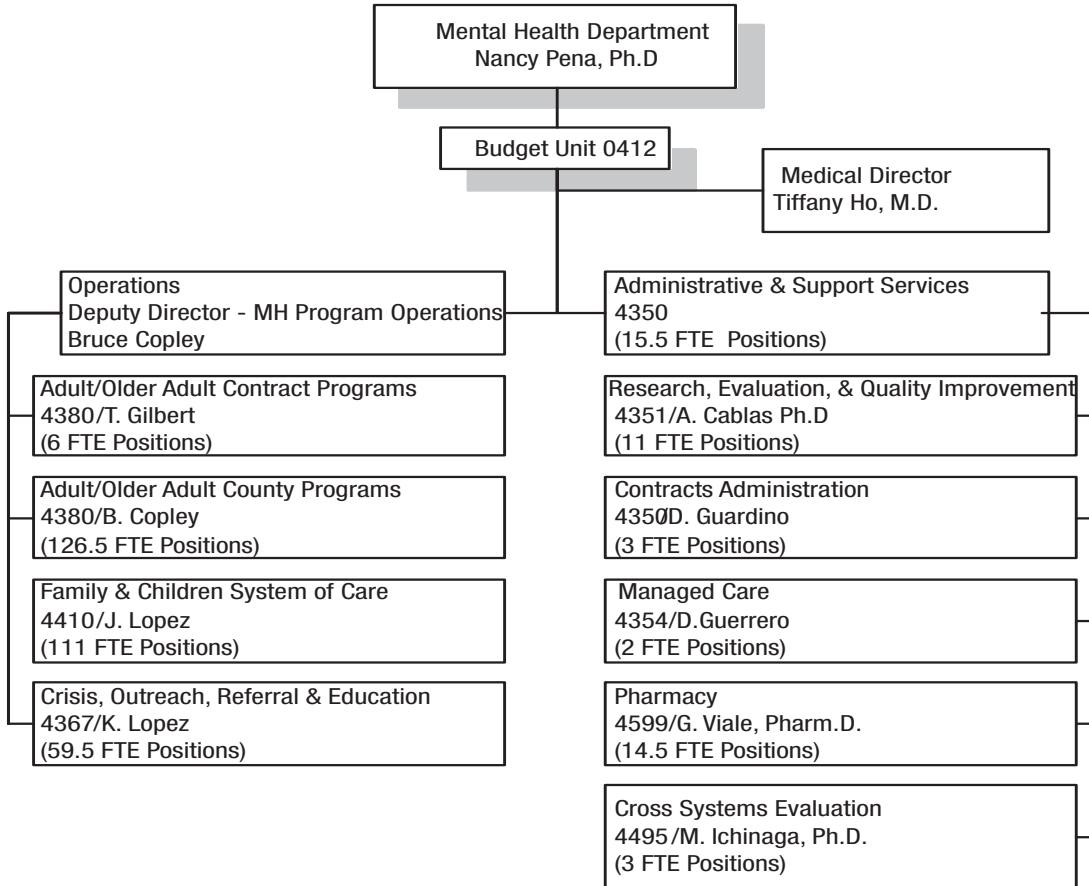 Mental Health Department
Nancy Pena, Ph.D
Budget Unit 0412
Medical Director
Tiffany Ho, M.D.
Operations
Deputy Director - MH Program Operations
Bruce Copley
Adult/Older Adult Contract Programs
4380/T. Gilbert
(6 FTE Positions)
Adult/Older Adult County Programs
4380/B. Copley
(126.5 FTE Positions)
Family & Children System of Care
4410/J. Lopez
(111 FTE Positions)
Crisis, Outreach, Referral & Education
4367/K. Lopez
(59.5 FTE Positions)
Administrative & Support Services
4350
(15.5 FTE Positions)
Research, Evaluation, & Quality Improvement
4351/A. Cablas Ph.D
(11 FTE Positions)
Contracts Administration
4350/D. Guardino
(3 FTE Positions)
Managed Care
4354/D.Guerrero
(2 FTE Positions)
Pharmacy
4599/G. Viale, Pharm.D.
(14.5 FTE Positions)
Cross Systems Evaluation
4495/M. Ichinaga, Ph.D.
(3 FTE Positions)